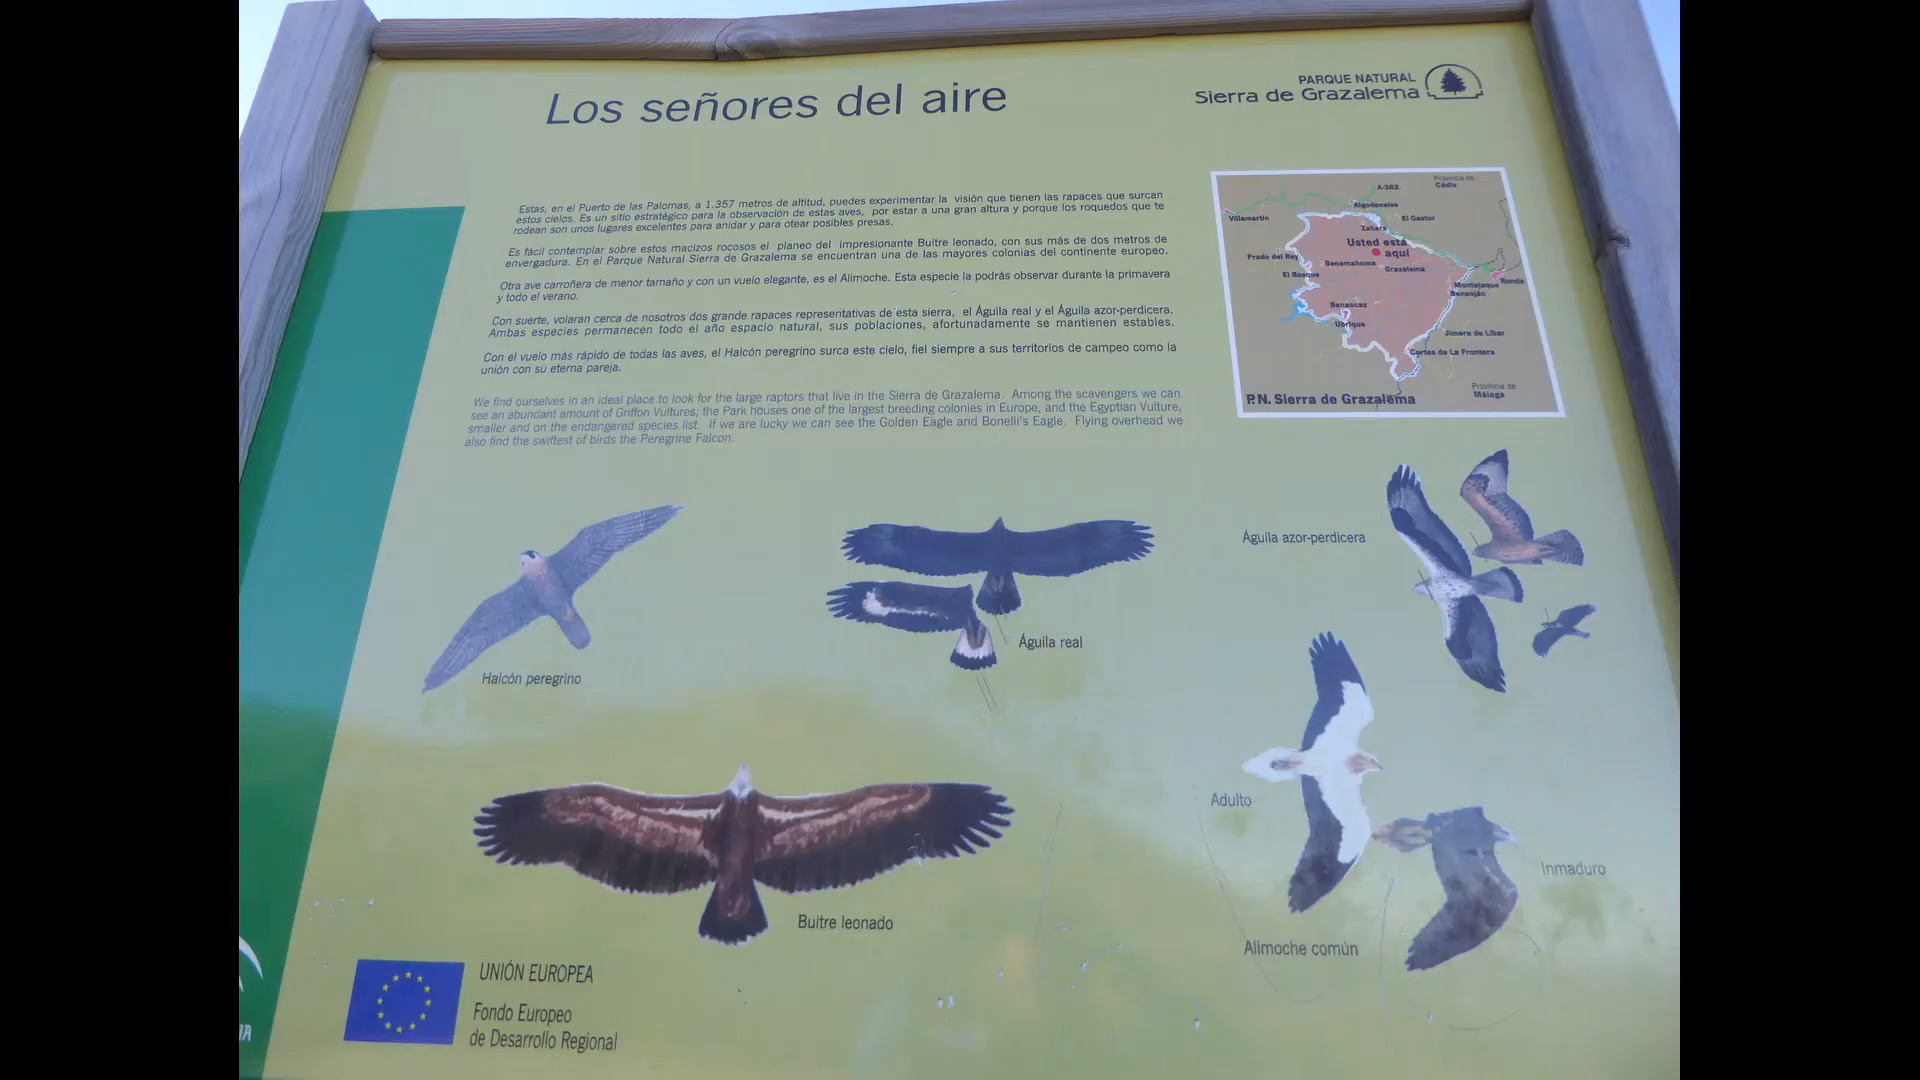 Los señores del aire
PARQUE NATURAL
Sierra de Grazalema
Estas, en el Puerto de las Palomas, a 1.357 metros de altitud, puedes experimentar la visión que tienen las rapaces que surcan
estos cielos. Es un sitio estratégico para la observación de estas aves, por estar a una gran altura y porque los roquedos que te
rodean son unos lugares excelentes para anidar y para otear posibles presas.
Es fácil contemplar sobre estos macizos rocosos el planeo del impresionante Buitre leonado, con sus más de dos metros de
envergadura. En el Parque Natural Sierra de Grazalema se encuentran una de las mayores colonias del continente europeo.
Otra ave carroñera de menor tamaño y con un vuelo elegante, es el Alimoche. Esta especie la podrás observar durante la primavera
y todo el verano.
Con suerte, volaran cerca de nosotros dos grande rapaces representativas de esta sierra, el Águila real y el Águila azor-perdicera.
Ambas especies permanecen todo el año espacio natural, sus poblaciones, afortunadamente se mantienen estables.
Con el vuelo más rápido de todas las aves, el Halcón peregrino surca este cielo, fiel siempre a sus territorios de campeo como la
unión con su eterna pareja.
We find ourselves in an ideal place to look for the large raptors that live in the Sierra de Grazalema. Among the scavengers we can
see an abundant amount of Griffon Vultures; the Park houses one of the largest breeding colonies in Europe, and the Egyptian Vulture,
smaller and on the endangered species list. If we are lucky we can see the Golden Eagle and Bonelli's Eagle. Flying overhead we
also find the swiftest of birds the Peregrine Falcon.
A-382
Provincia de
Cádiz
Algodonales
Villamartin
El Gastor
Zahara
Usted está
aquí
Prado del Rey
Benamahoma
Grazalema
El Bosque
Ronda
Montejaque
Benaoján
Benaocaz
Ubrique
Jimera de Líbar
Cortes de La Frontera
Provincia de
Málaga
P.N. Sierra de Grazalema
Águila azor-perdicera
Águila real
Halcón peregrino
Adulto
Inmaduro
Buitre leonado
Alimoche común
UNIÓN EUROPEA
Fondo Europeo
de Desarrollo Regional